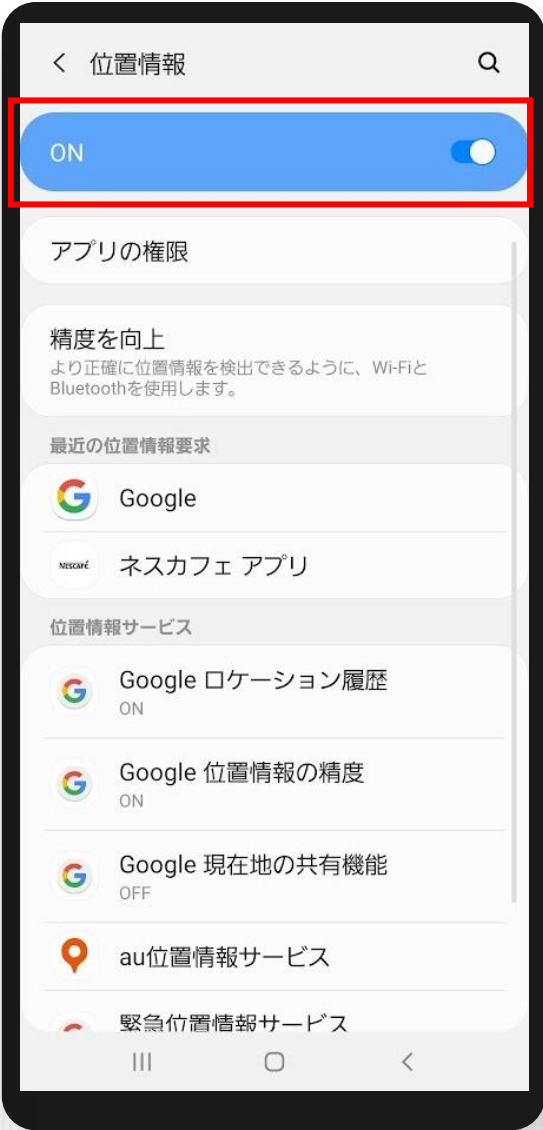 位置情報
ON
アプリの権限
精度を向上
より正確に位置情報を検出できるように、Wi-Fiと
Bluetoothを使用します。
最近の位置情報要求
Google
NESCAFÉ
ネスカフェ アプリ
位置情報サービス
Google ロケーション履歴
ON
Google 位置情報の精度
ON
Google 現在地の共有機能
OFF
au位置情報サービス
緊急位置情報サービス